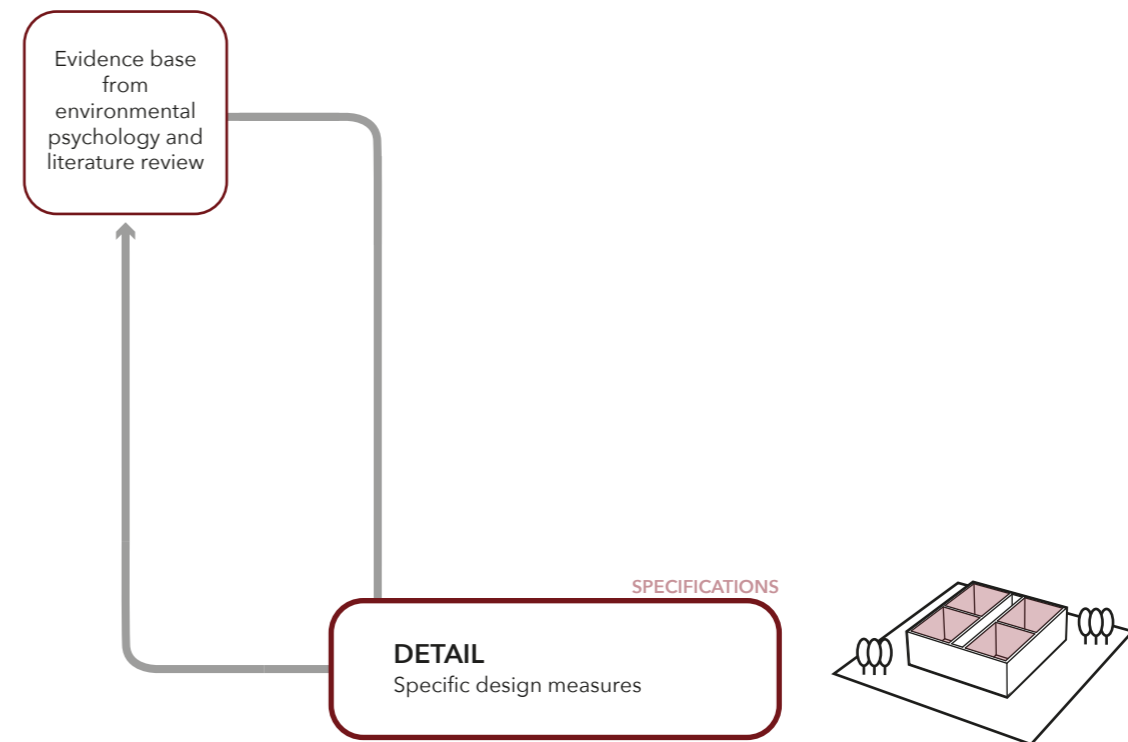 Evidence base
from
environmental
psychology and
literature review
SPECIFICATIONS
DETAIL
Specific design measures